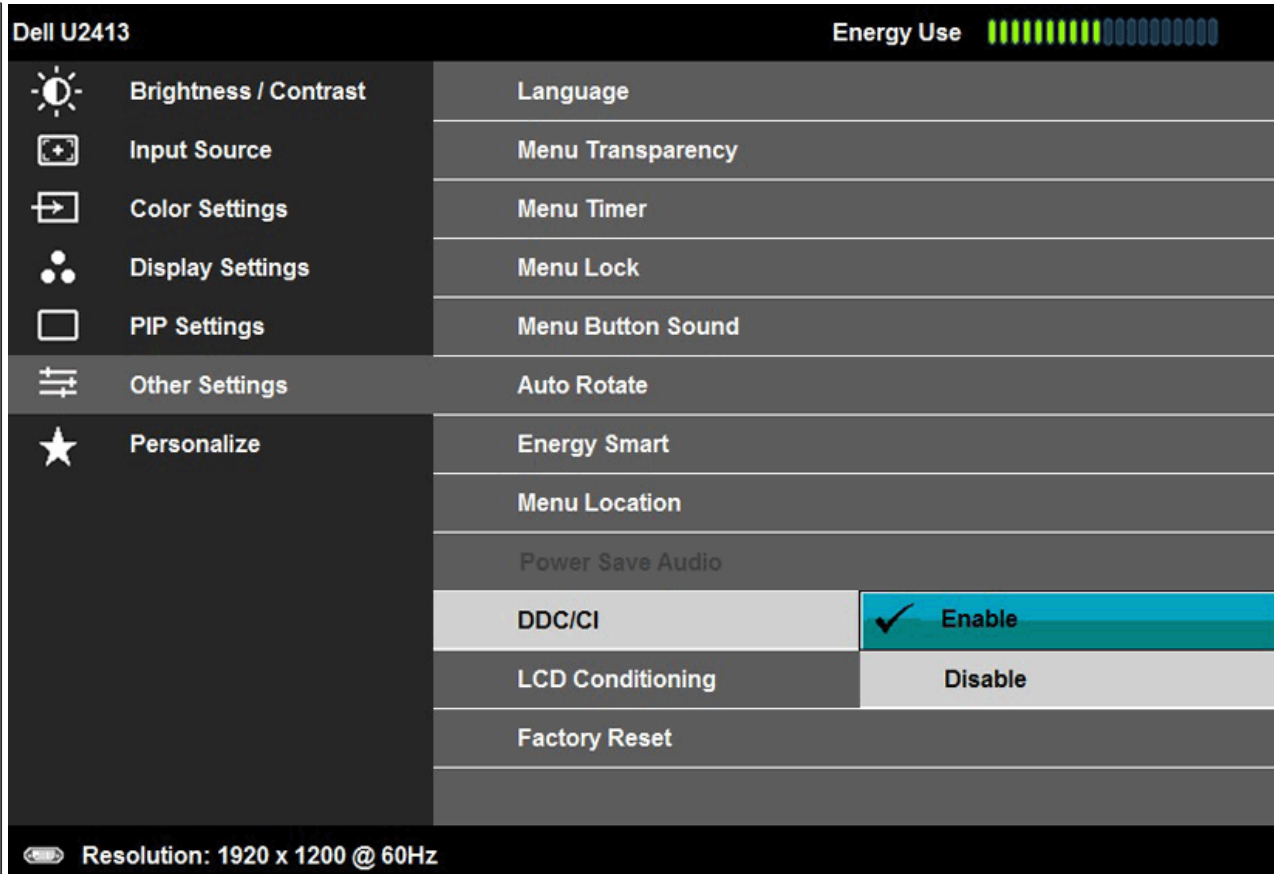 Dell U2413
Energy Use
Brightness / Contrast
Input Source
Color Settings
Display Settings
PIP Settings
Other Settings
Personalize
Language
Menu Transparency
Menu Timer
Menu Lock
Menu Button Sound
Auto Rotate
Energy Smart
Menu Location
Power Save Audio
DDC/CI
Enable
Disable
LCD Conditioning
Factory Reset
Resolution: 1920 x 1200 @ 60Hz